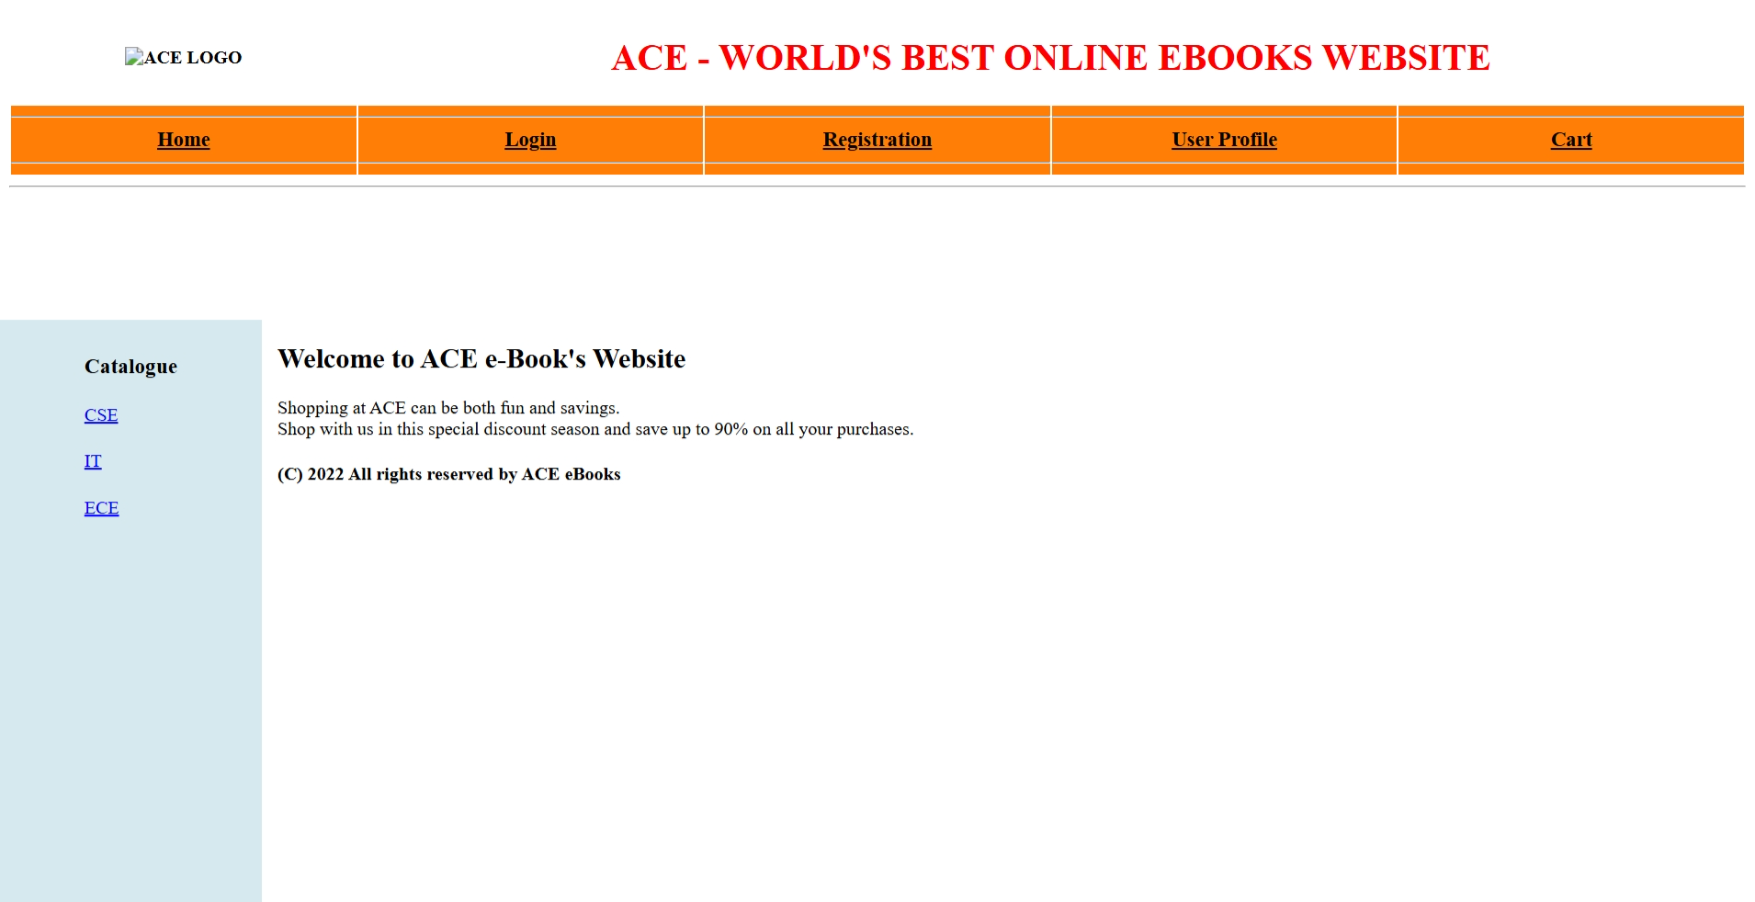 ACE LOGO
ACE - WORLD'S BEST ONLINE EBOOKS WEBSITE
Home Login Registration User Profile Cart
Catalogue
CSE
IT
ECE
Welcome to ACE e-Book's Website
Shopping at ACE can be both fun and savings.
Shop with us in this special discount season and save up to 90% on all your purchases.
(C) 2022 All rights reserved by ACE eBooks